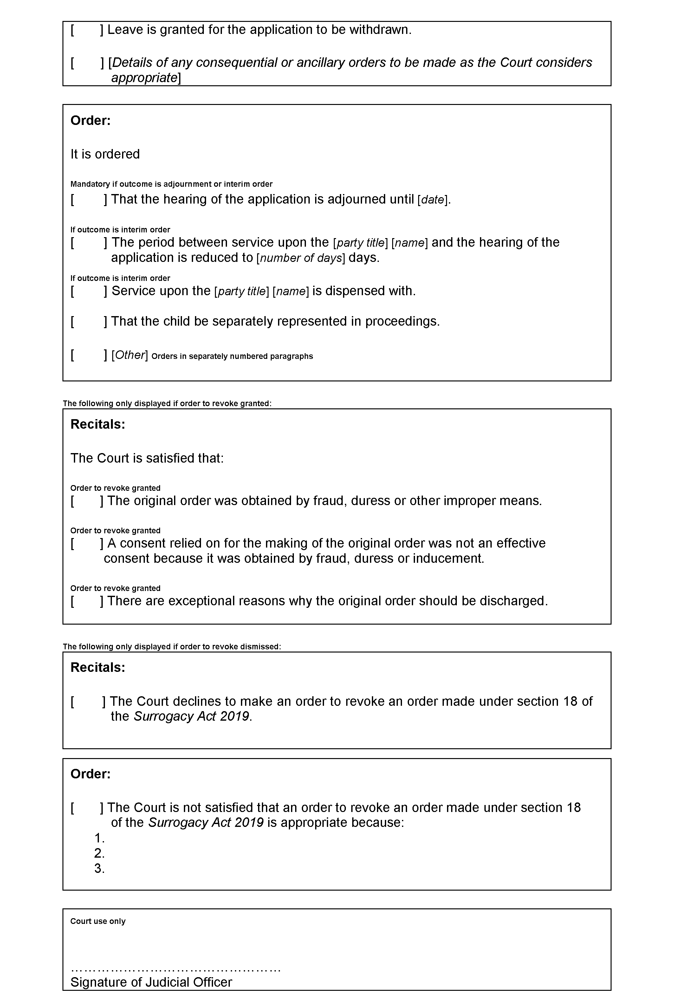 [ ] Leave is granted for the application to be withdrawn.
[ ] [Details of any consequential or ancillary orders to be made as the Court considers
appropriate]
Order:
It is ordered
Mandatory if outcome is adjournment or interim order
[ ] That the hearing of the application is adjourned until [date].
If outcome is interim order
[ ] The period between service upon the [party title] [name] and the hearing of the
application is reduced to [number of days] days.
If outcome is interim order
[ ] Service upon the [party title] [name] is dispensed with.
[ ] That the child be separately represented in proceedings.
[ ] [Other] Orders in separately numbered paragraphs
The following only displayed if order to revoke granted:
Recitals:
The Court is satisfied that:
Order to revoke granted
[ ] The original order was obtained by fraud, duress or other improper means.
Order to revoke granted
[ ] A consent relied on for the making of the original order was not an effective
consent because it was obtained by fraud, duress or inducement.
Order to revoke granted
[ ] There are exceptional reasons why the original order should be discharged.
The following only displayed if order to revoke dismissed:
Recitals:
[ ] The Court declines to make an order to revoke an order made under section 18 of
the Surrogacy Act 2019.
Order:
[ ] The Court is not satisfied that an order to revoke an order made under section 18
of the Surrogacy Act 2019 is appropriate because:
1.
2.
3.
Court use only
…………………………………………
Signature of Judicial Officer